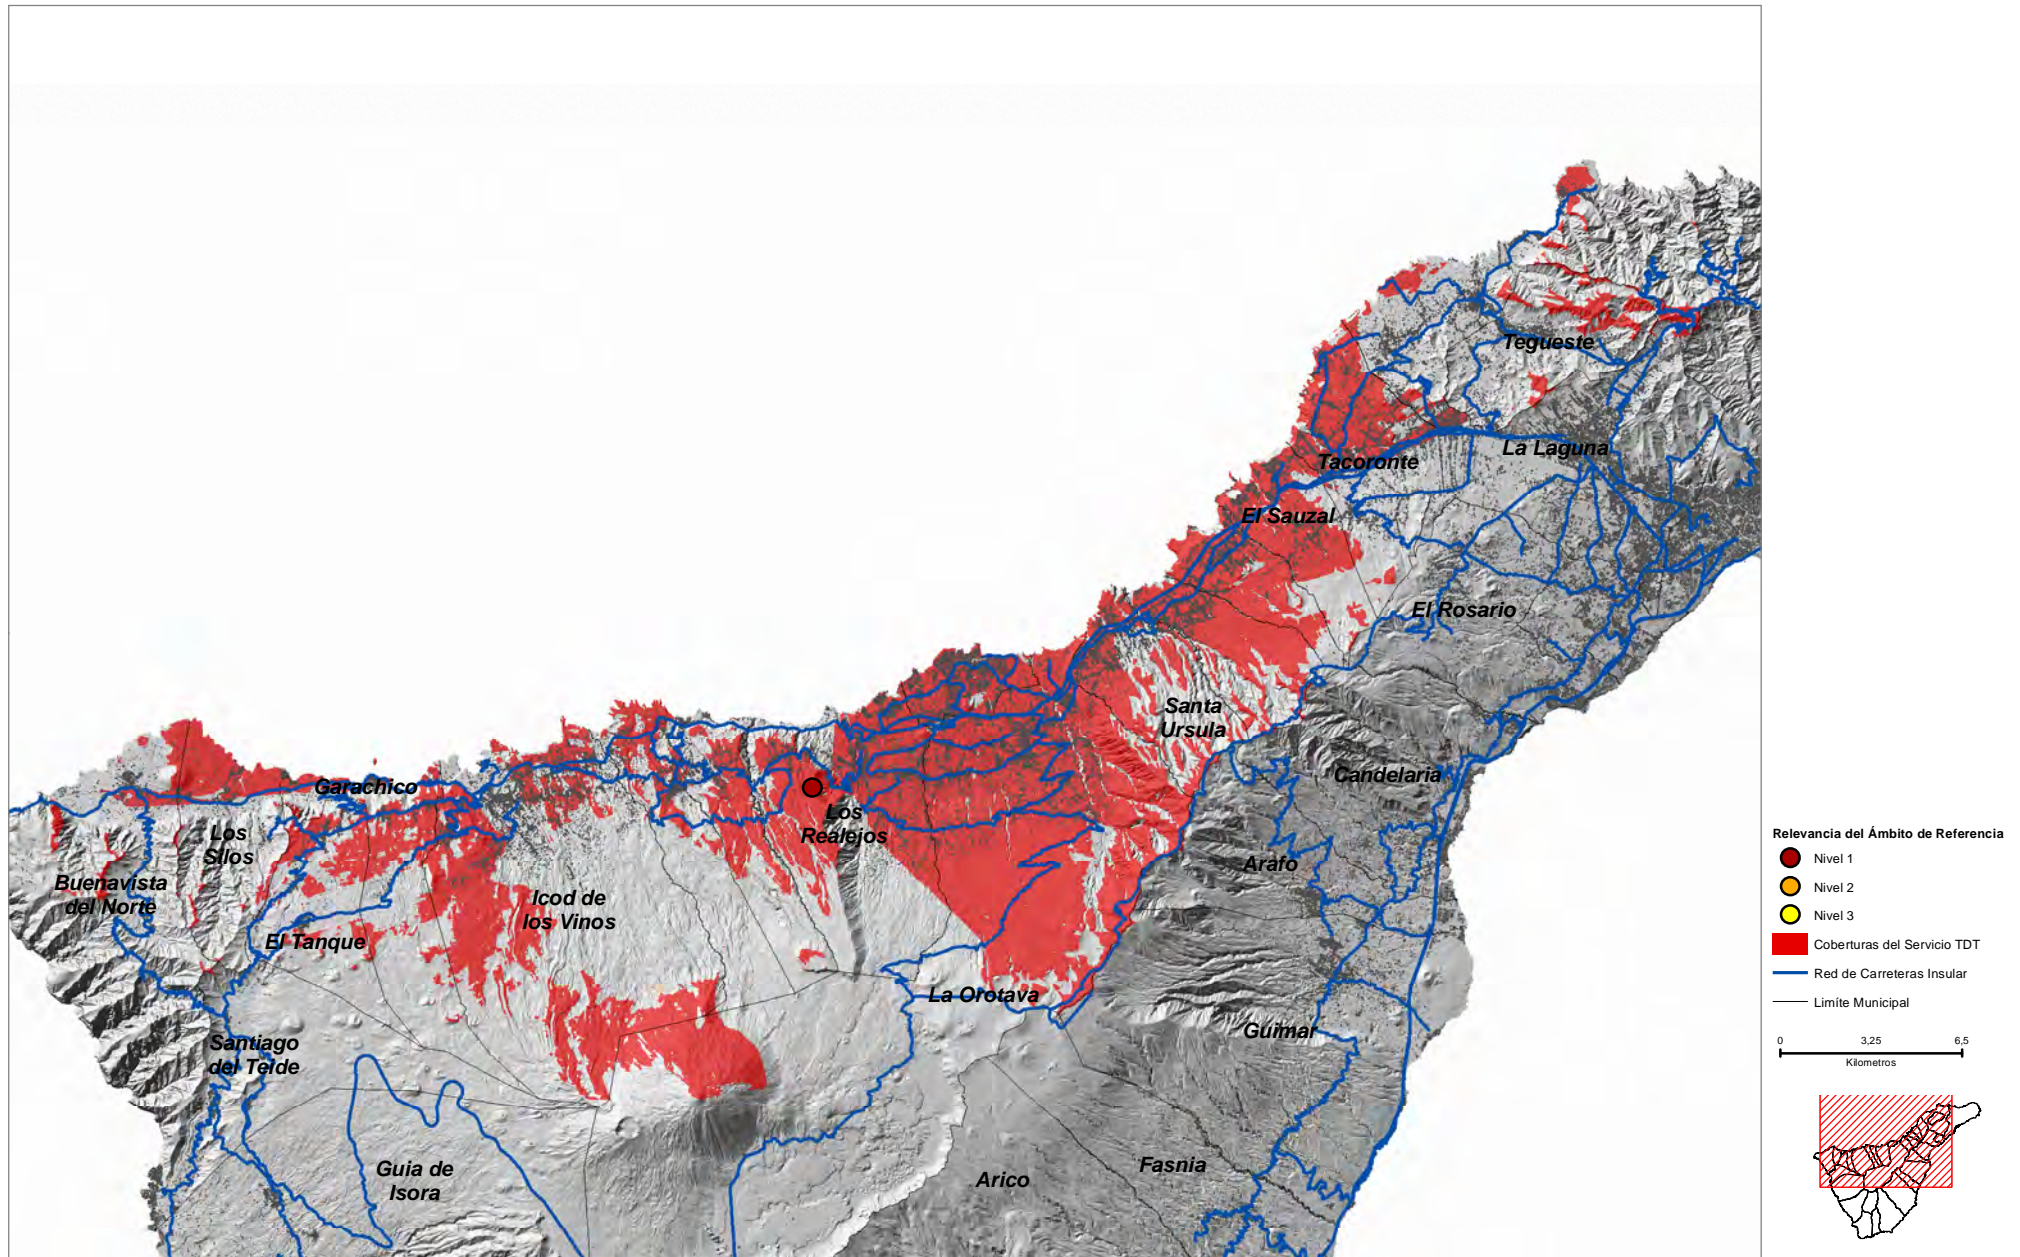 Tegueste
La Laguna
Tacoronte
El Sauzal
El Rosario
Santa
Ursula
Candelaria
Garachico
Los
Realejos
Los
Silos
Arafo
Buenavista
del Norte
Icod de
los Vinos
El Tanque
La Orotava
Guimar
Santiago
del Teide
Guia de
Isora
Fasnia
Arico
Relevancia del Ámbito de Referencia
Nivel 1
Nivel 2
Nivel 3
Coberturas del Servicio TDT
Red de Carreteras Insular
Limíte Municipal
0 3,25 6,5
Kilometros